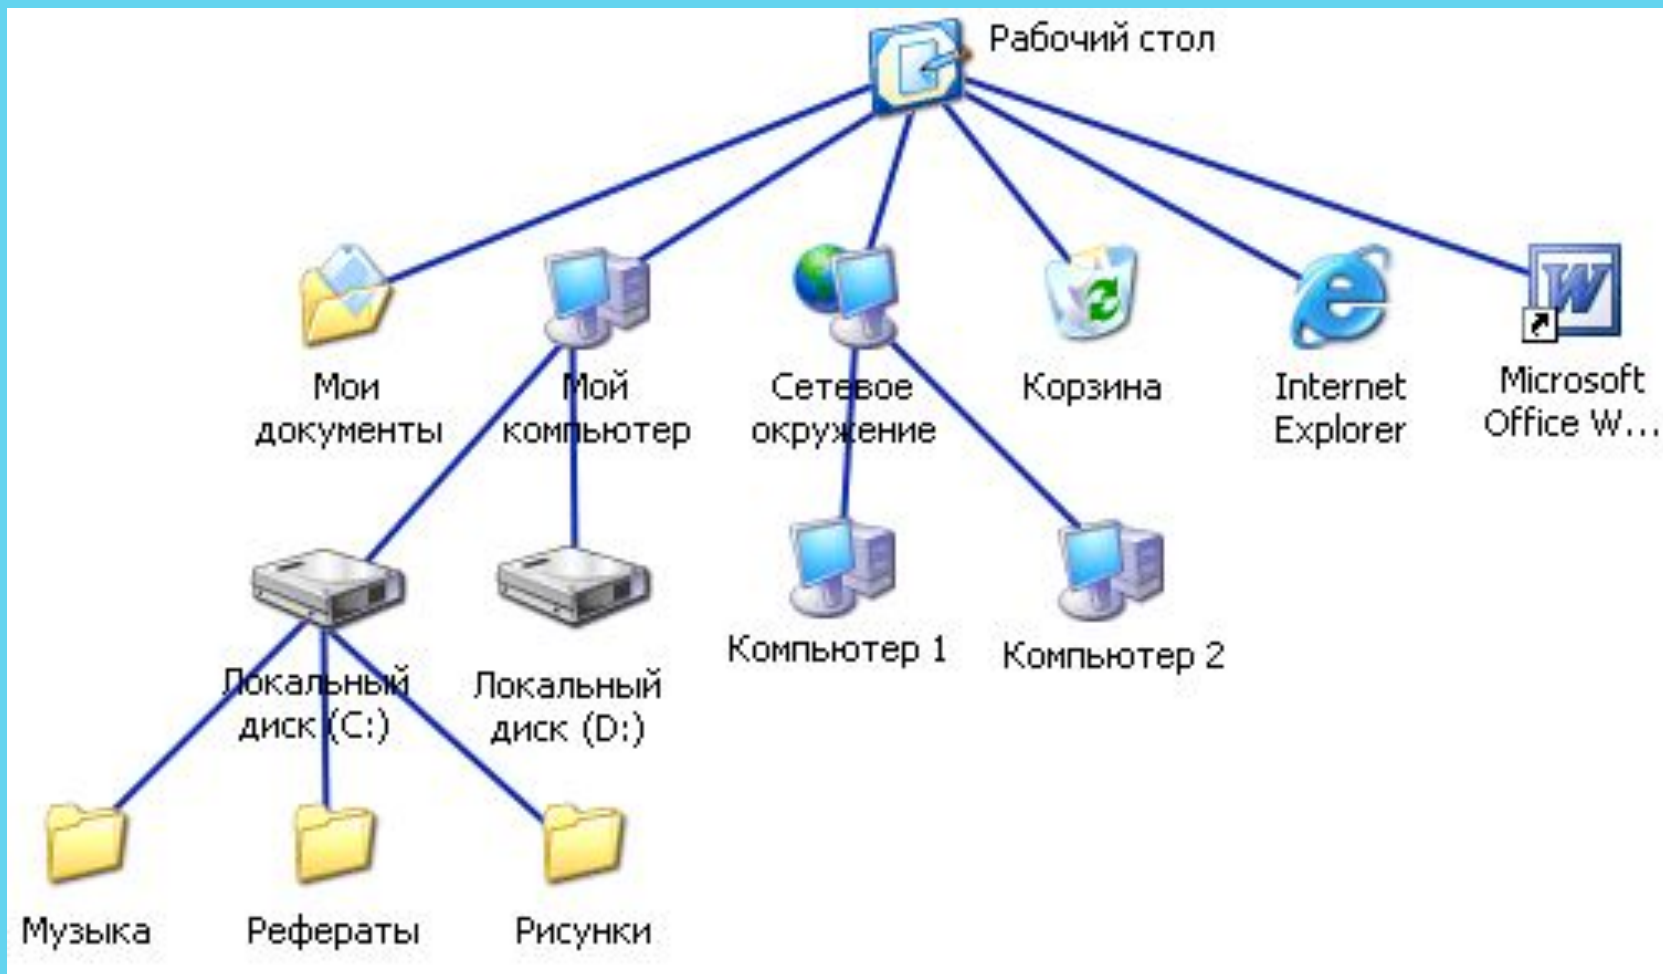 Рабочий стол
Мои
документы
Мой
компьютер
Сетевое
окружение
Корзина
Internet
Explorer
Microsoft
Office W...
Локальный
диск (C:)
Локальный
диск (D:)
Компьютер 1
Компьютер 2
Музыка
Рефераты
Рисунки